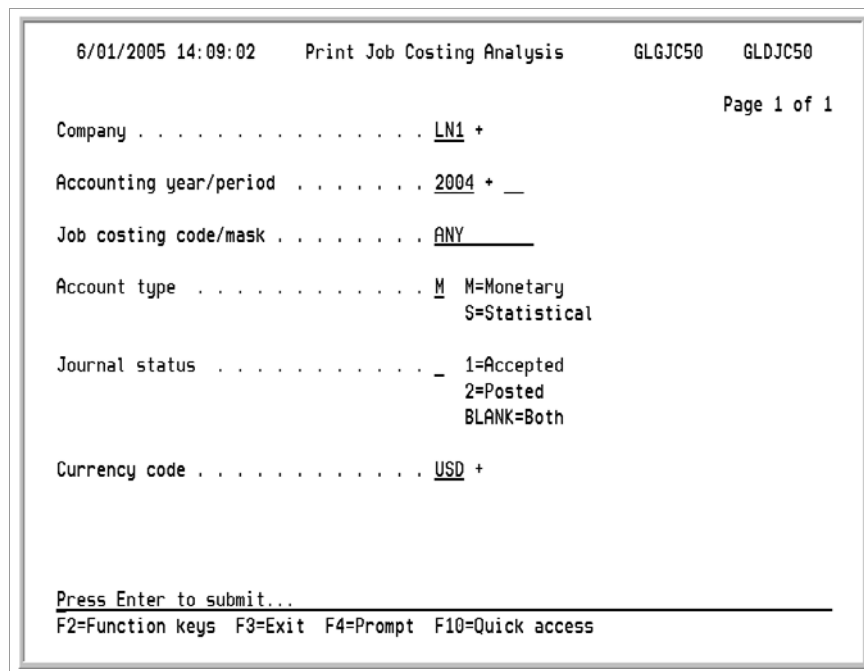 6/01/2005 14:09:02 Print Job Costing Analysis GLGJC50 GLDJC50
Page 1 of 1
Company . . . . . . . . . . . . . . . LN1 +
Accounting year/period . . . . . . . 2004 + __
Job costing code/mask . . . . . . . . ANY
Account type . . . . . . . . . . . . M M=Monetary
S=Statistical
Journal status . . . . . . . . . . . _ 1=Accepted
2=Posted
BLANK=Both
Currency code . . . . . . . . . . . . USD +
Press Enter to submit...
F2=Function keys F3=Exit F4=Prompt F10=Quick access